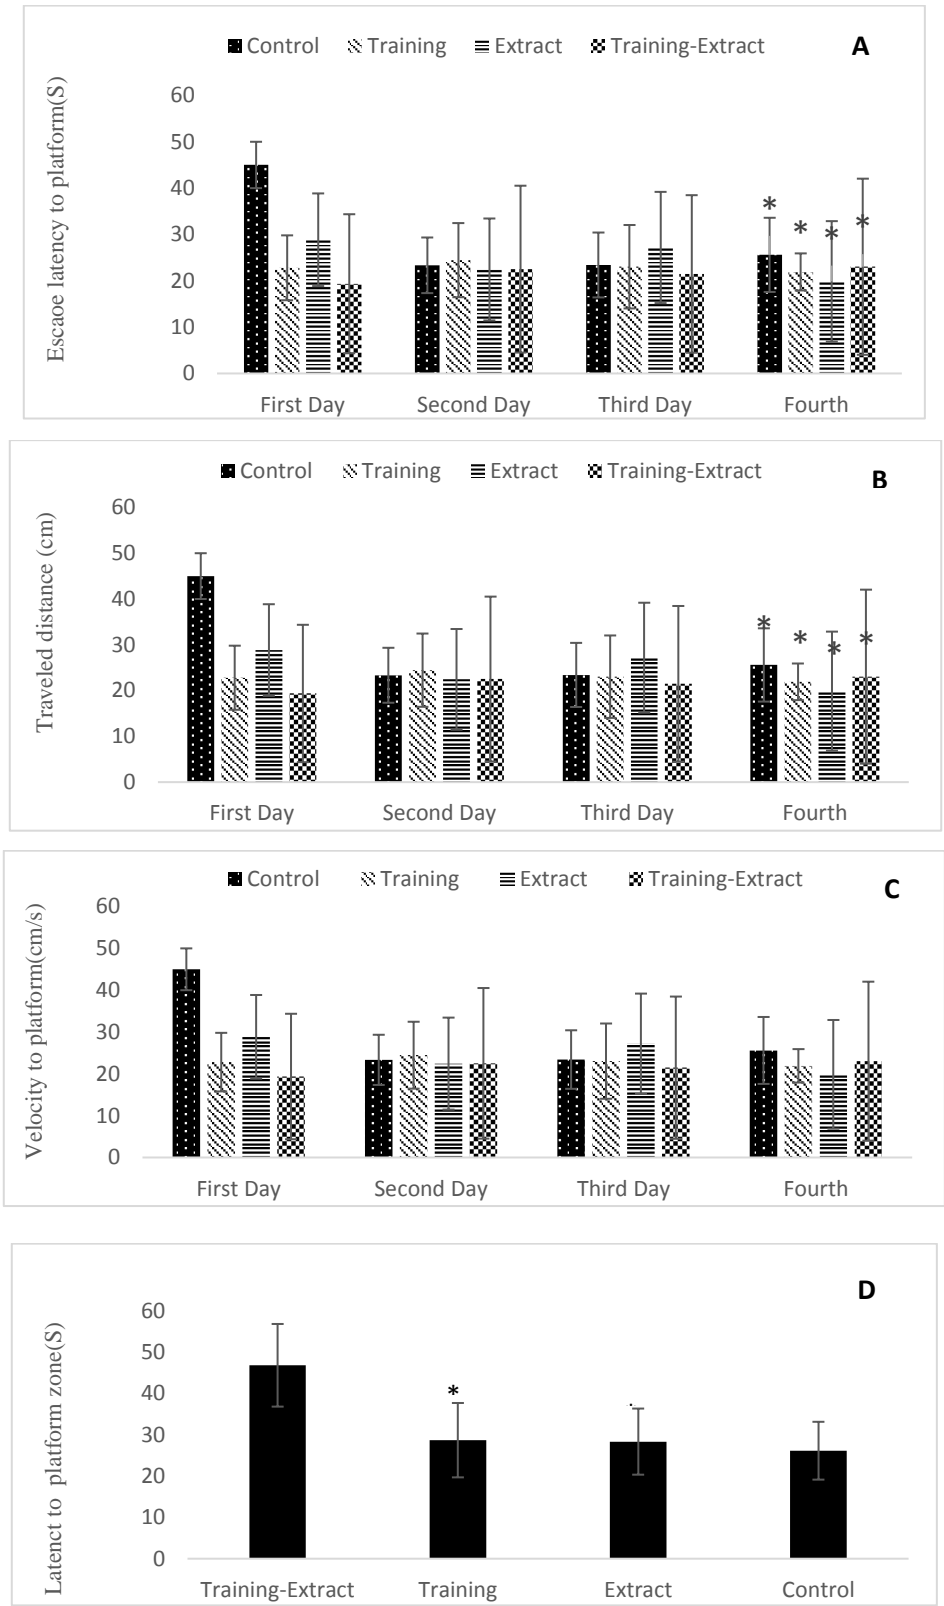 Control Training Extract Training-Extract A
Escaoe latency to platform(S)
60
50
40
30
20
10
0
* * * *
First Day Second Day Third Day Fourth
Control Training Extract Training-Extract B
Traveled distance (cm)
60
50
40
30
20
10
0
* * * *
First Day Second Day Third Day Fourth
Control Training Extract Training-Extract C
Velocity to platform(cm/s)
60
50
40
30
20
10
0
First Day Second Day Third Day Fourth
D
Latenct to platform zone(S)
60
50
40
30
20
10
0
*
Training-Extract Training Extract Control